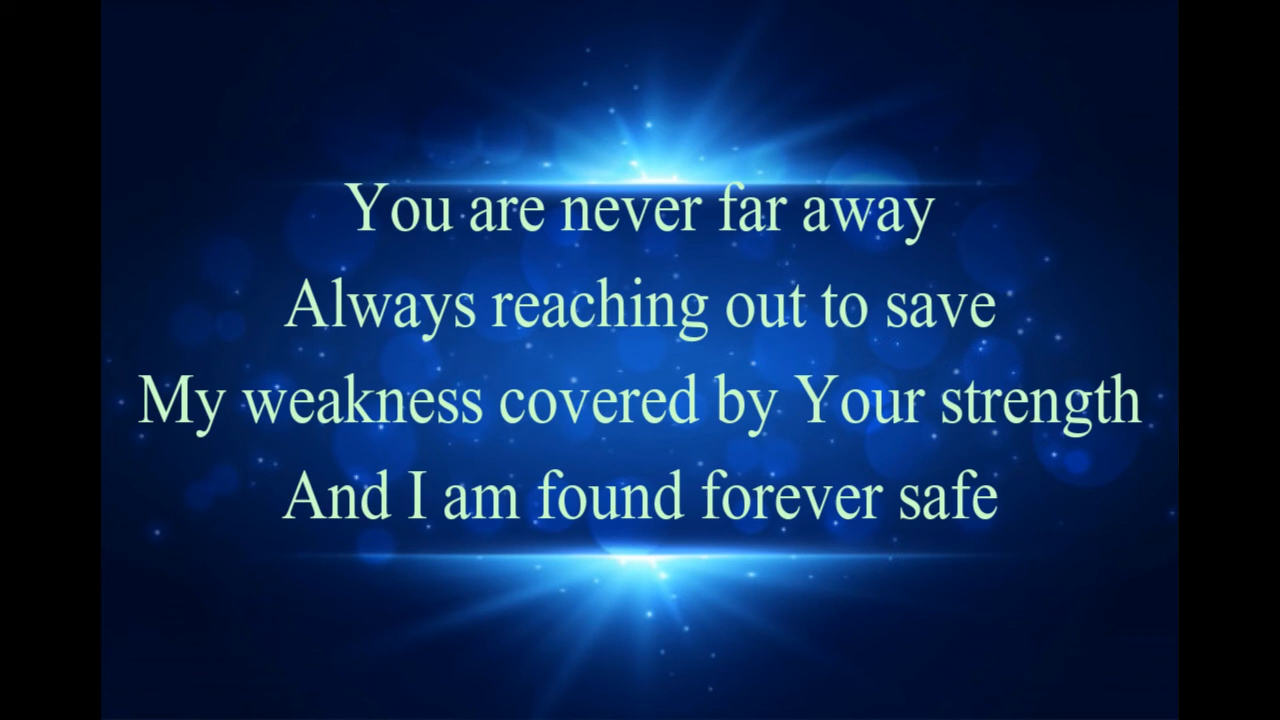 You are never far away
Always reaching out to save
My weakness covered by Your strength
And I am found forever safe